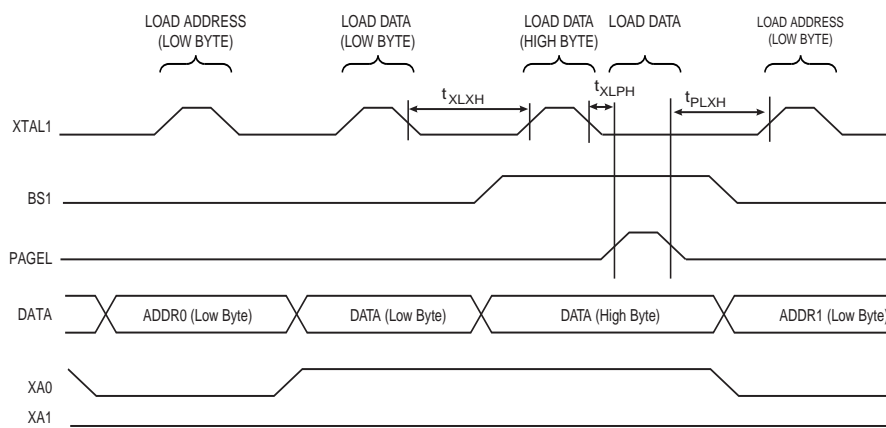 LOAD ADDRESS
(LOW BYTE)
LOAD DATA
(LOW BYTE)
LOAD DATA
(HIGH BYTE)
LOAD DATA
LOAD ADDRESS
(LOW BYTE)
tXLXH
tXLPH
tPLXH
XTAL1
BS1
PAGEL
DATA
ADDR0 (Low Byte)
DATA (Low Byte)
DATA (High Byte)
ADDR1 (Low Byte)
XA0
XA1